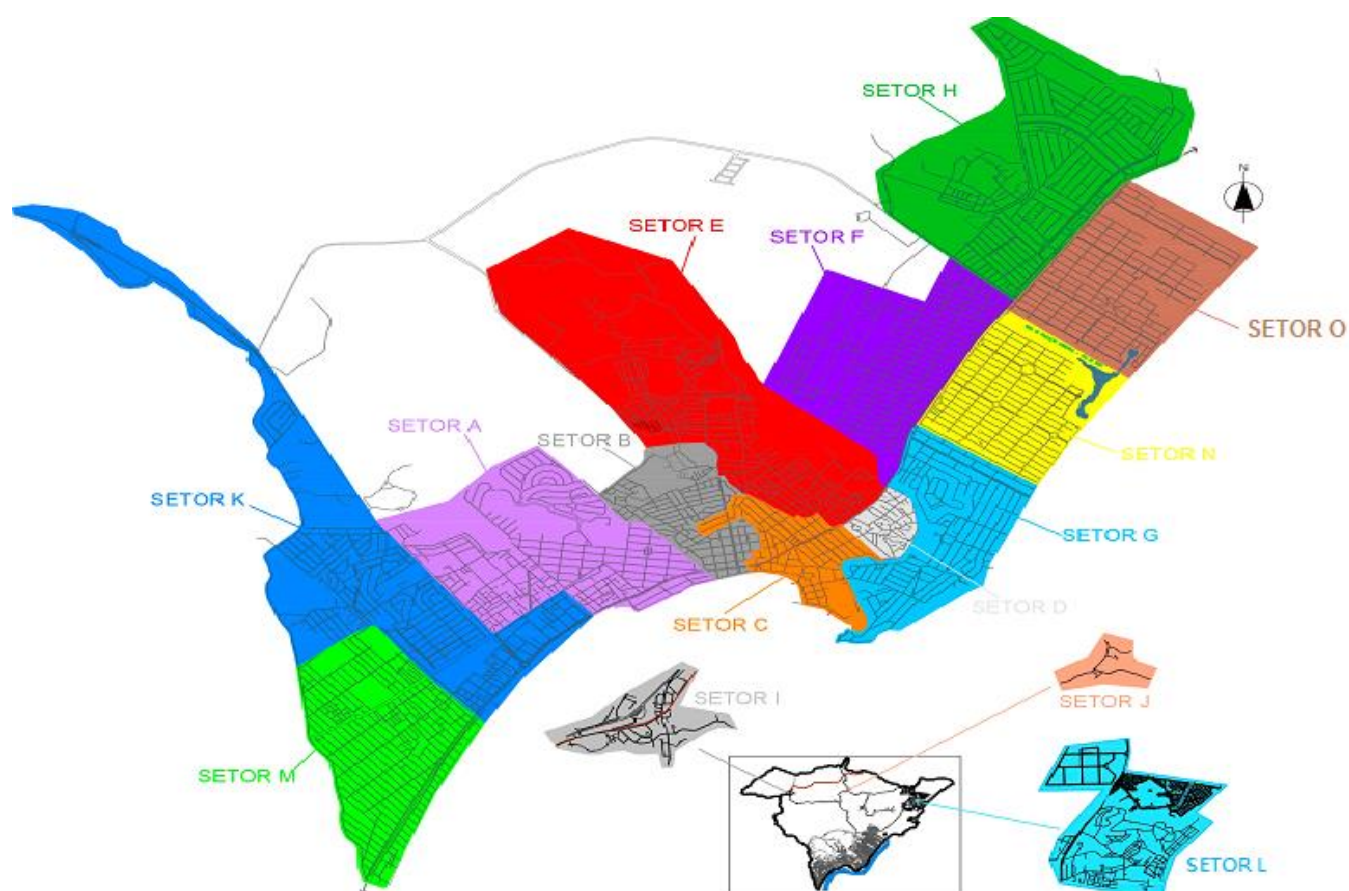 SETOR H
N
SETOR E
SETOR F
SETOR O
SETOR A
SETOR B
SETOR N
SETOR K
SETOR G
SETOR D
SETOR C
SETOR I
SETOR J
SETOR M
SETOR L